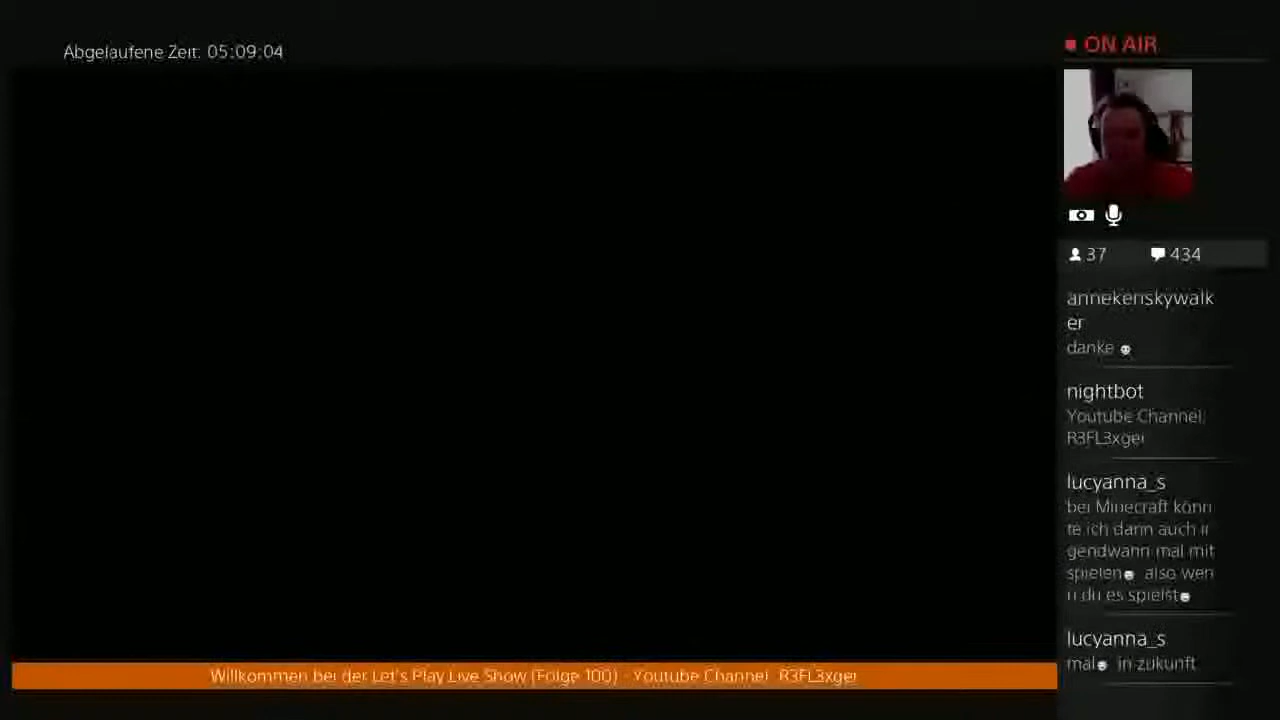 Abgelaufene Zeit: 05:09:04
ON AIR
37 434
annekenskywalk
er
danke
nightbot
Youtube Channel:
R3FL3xger
lucyanna_s
bei Minecraft könn
te ich dann auch ir
gendwann mal mit
spielen also wen
n du es spielst
lucyanna_s
mal in zukunft
Willkommen bei der Let's Play Live Show (Folge 100) - Youtube Channel: R3FL3xger